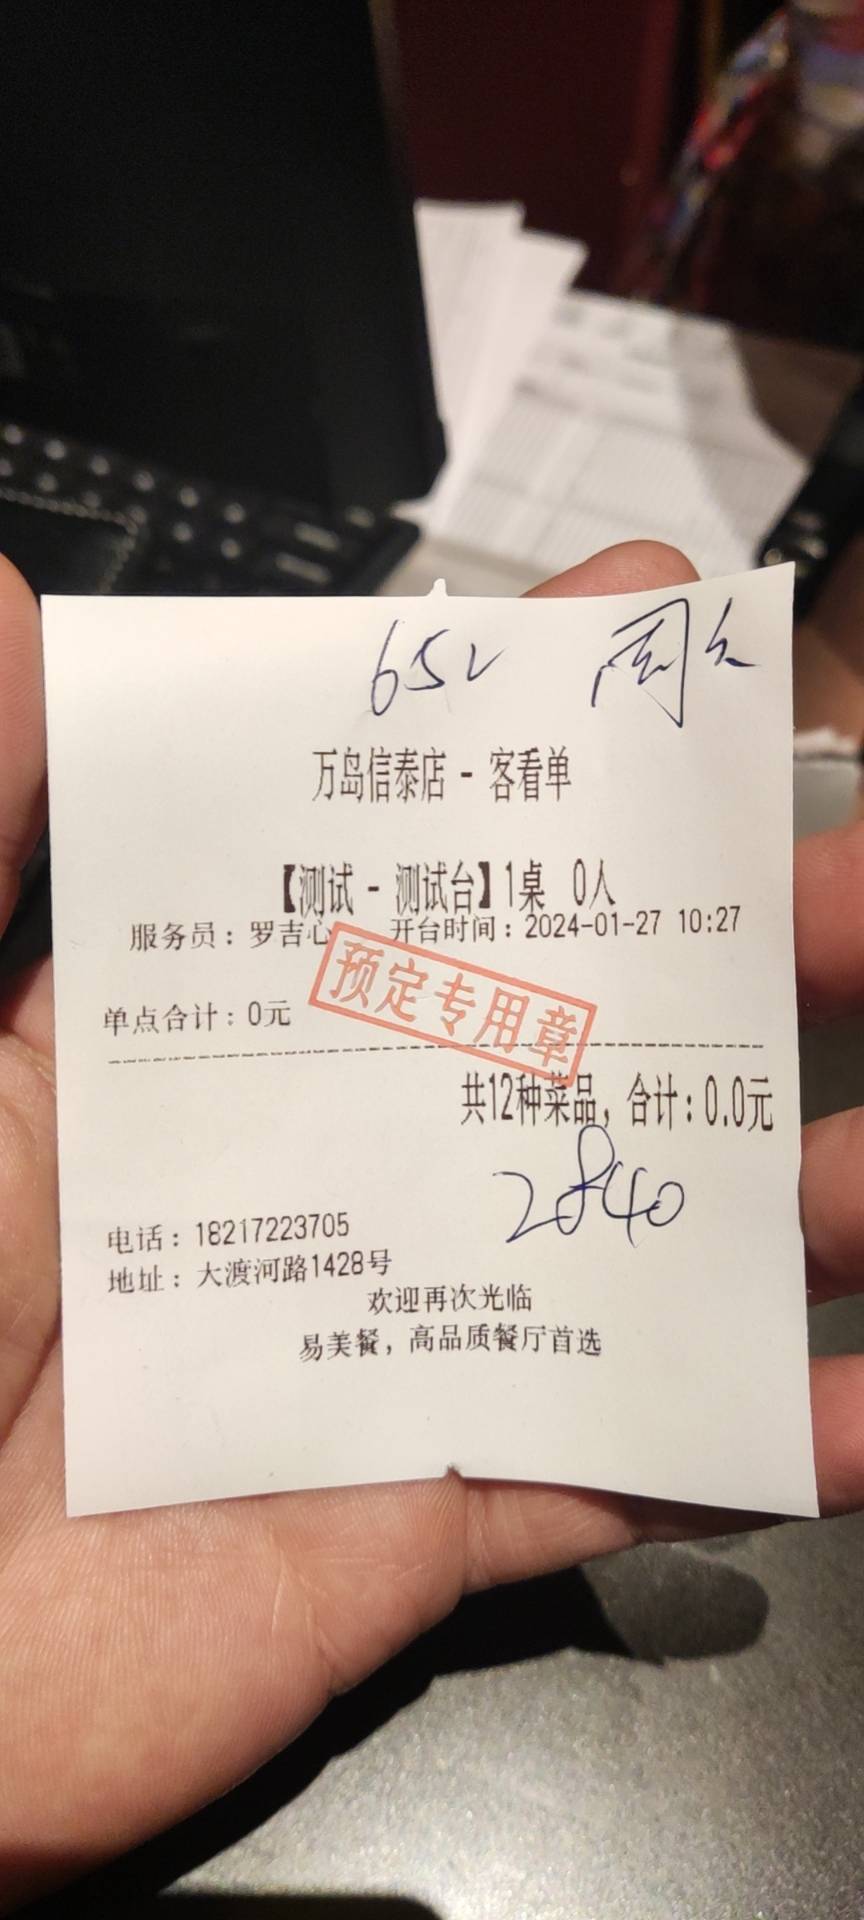 652
万岛信泰店 - 客看单
【测试 - 测试台】1桌 0人
服务员：罗吉心 开台时间：2024-01-27 10:27
预定专用章
单点合计：0元
共12种菜品，合计：0.0元
2840
电话：18217223705
地址：大渡河路1428号
欢迎再次光临
易美餐，高品质餐厅首选